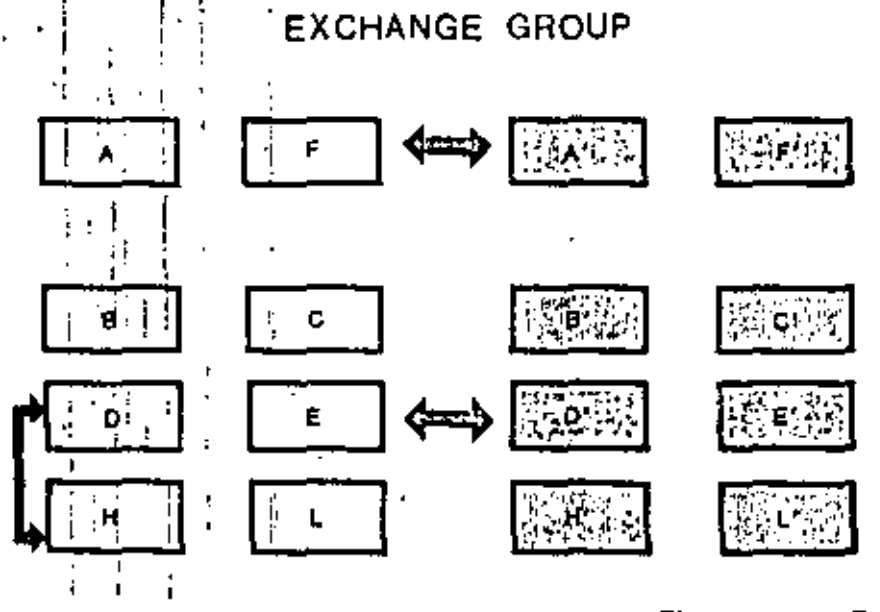 EXCHANGE GROUP
A F A' F'
B C B' C'
D E D' E'
H L H' L'